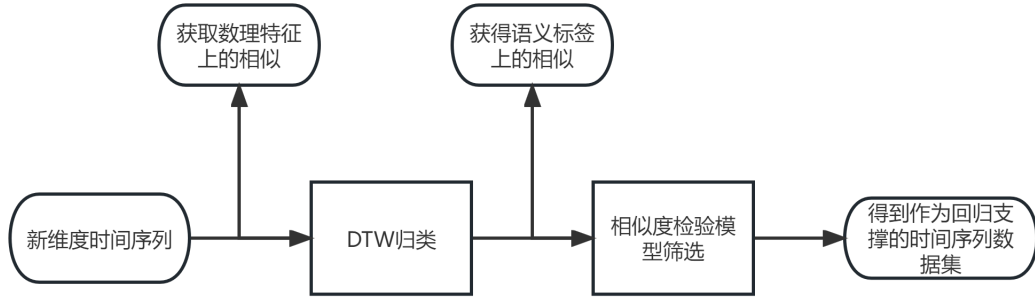 获取数理特征
上的相似
获得语义标签
上的相似
新维度时间序列
DTW归类
相似度检验模
型筛选
得到作为回归支
撑的时间序列数
据集